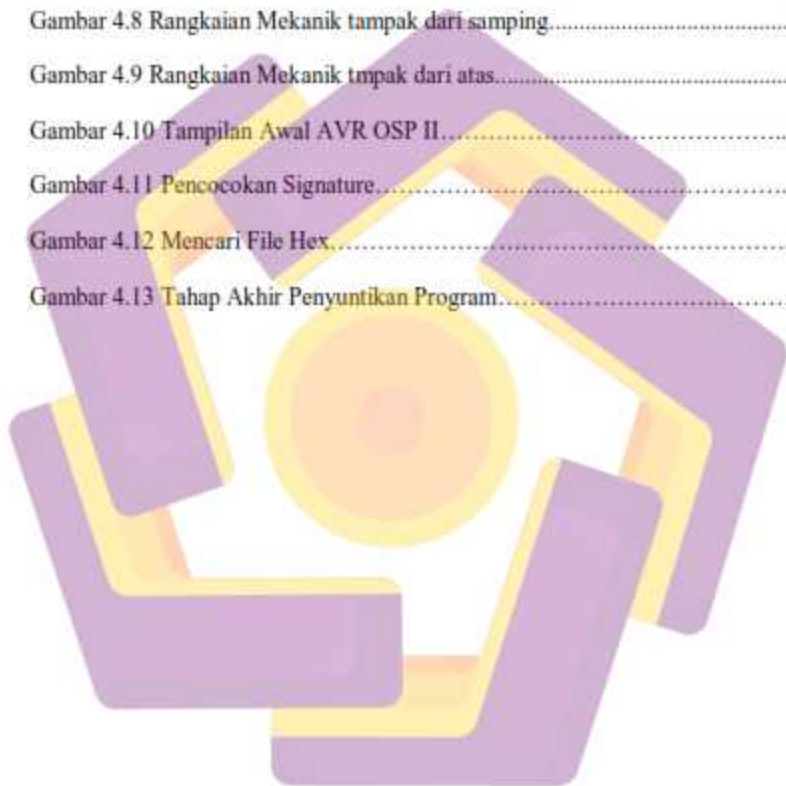 Gambar 4.8 Rangkaian Mekanik tampak dari samping..........................................
Gambar 4.9 Rangkaian Mekanik tmpak dari atas....................................................
Gambar 4.10 Tampilan Awal AVR OSP II……………………………………..
Gambar 4.11 Pencocokan Signature……………………………………………..
Gambar 4.12 Mencari File Hex…………………………………………………
Gambar 4.13 Tahap Akhir Penyuntikan Program……………………………….